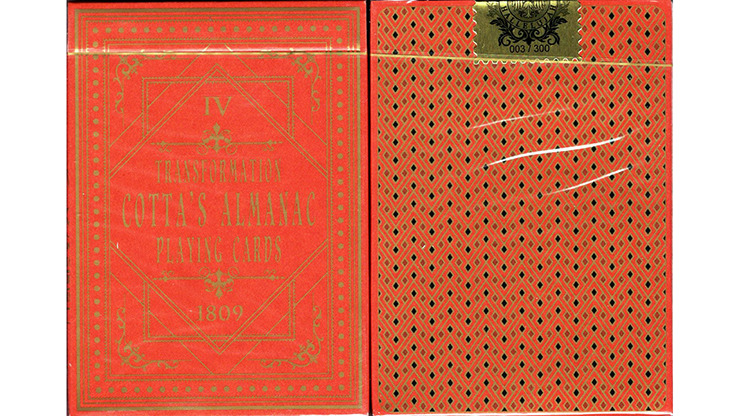 IV
TRANSFORMATION
COTTA'S ALMANAC
PLAYING CARDS
1809
003 / 300